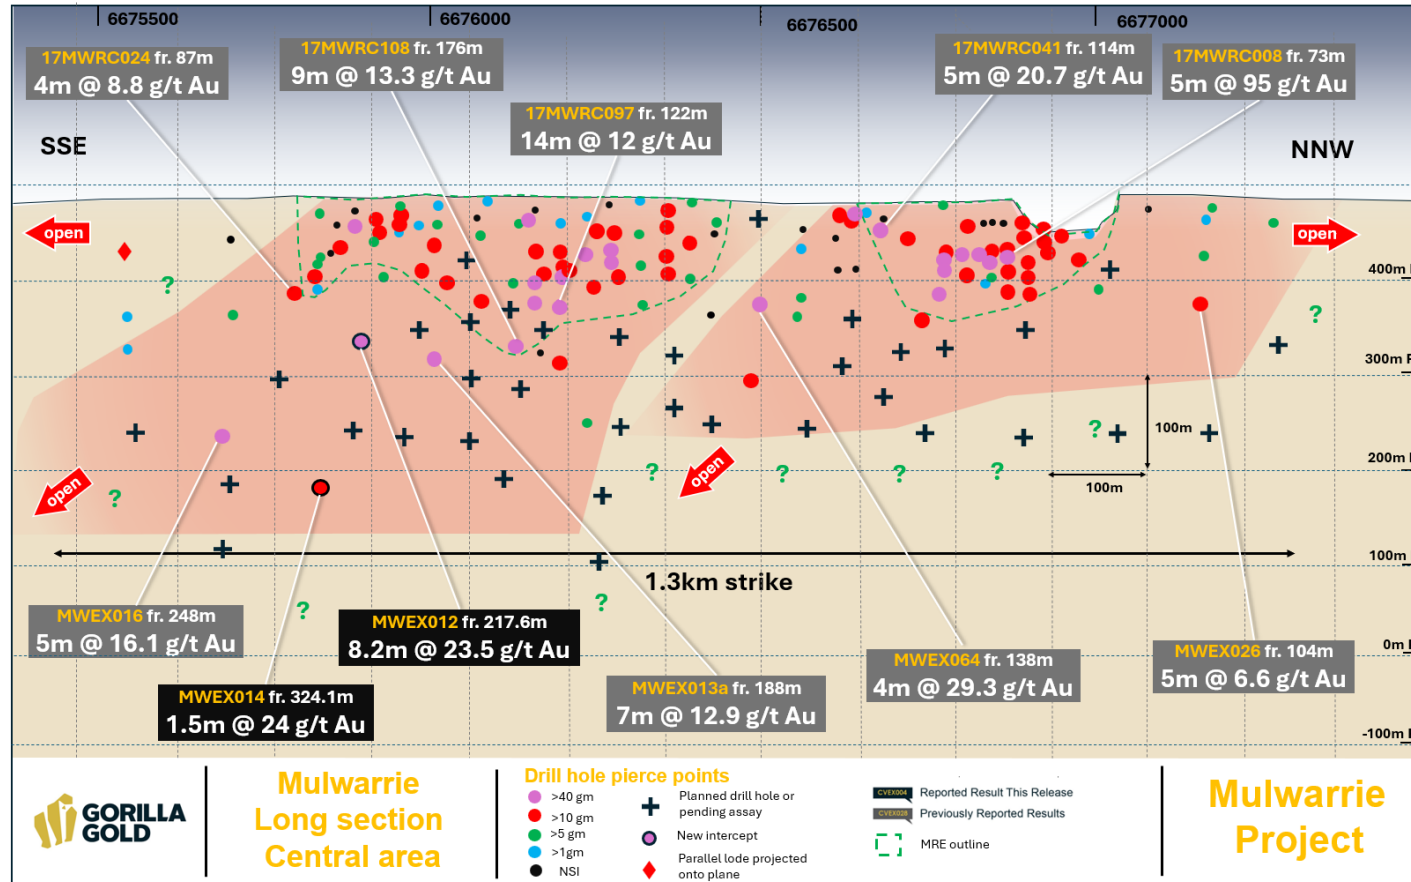 6675500
6676000
6676500
6677000
17MWRC024 fr. 87m
4m @ 8.8 g/t Au
17MWRC108 fr. 176m
9m @ 13.3 g/t Au
17MWRC097 fr. 122m
14m @ 12 g/t Au
17MWRC041 fr. 114m
5m @ 20.7 g/t Au
17MWRC008 fr. 73m
5m @ 95 g/t Au
SSE
NNW
open
open
?
400m
?
300m R
?
100m
?
?
?
?
open
open
?
200m
100m
100m
1.3km strike
?
?
0m
MWEX016 fr. 248m
5m @ 16.1 g/t Au
MWEX012 fr. 217.6m
8.2m @ 23.5 g/t Au
MWEX014 fr. 324.1m
1.5m @ 24 g/t Au
MWEX013a fr. 188m
7m @ 12.9 g/t Au
MWEX064 fr. 138m
4m @ 29.3 g/t Au
MWEX026 fr. 104m
5m @ 6.6 g/t Au
-100m
GORILLA
GOLD
Mulwarrie
Long section
Central area
Drill hole pierce points
>40 gm
>10 gm
>5 gm
>1gm
NSI
Planned drill hole or
pending assay
New intercept
Parallel lode projected
onto plane
CVEX004
Reported Result This Release
CVEX028
Previously Reported Results
MRE outline
Mulwarrie
Project